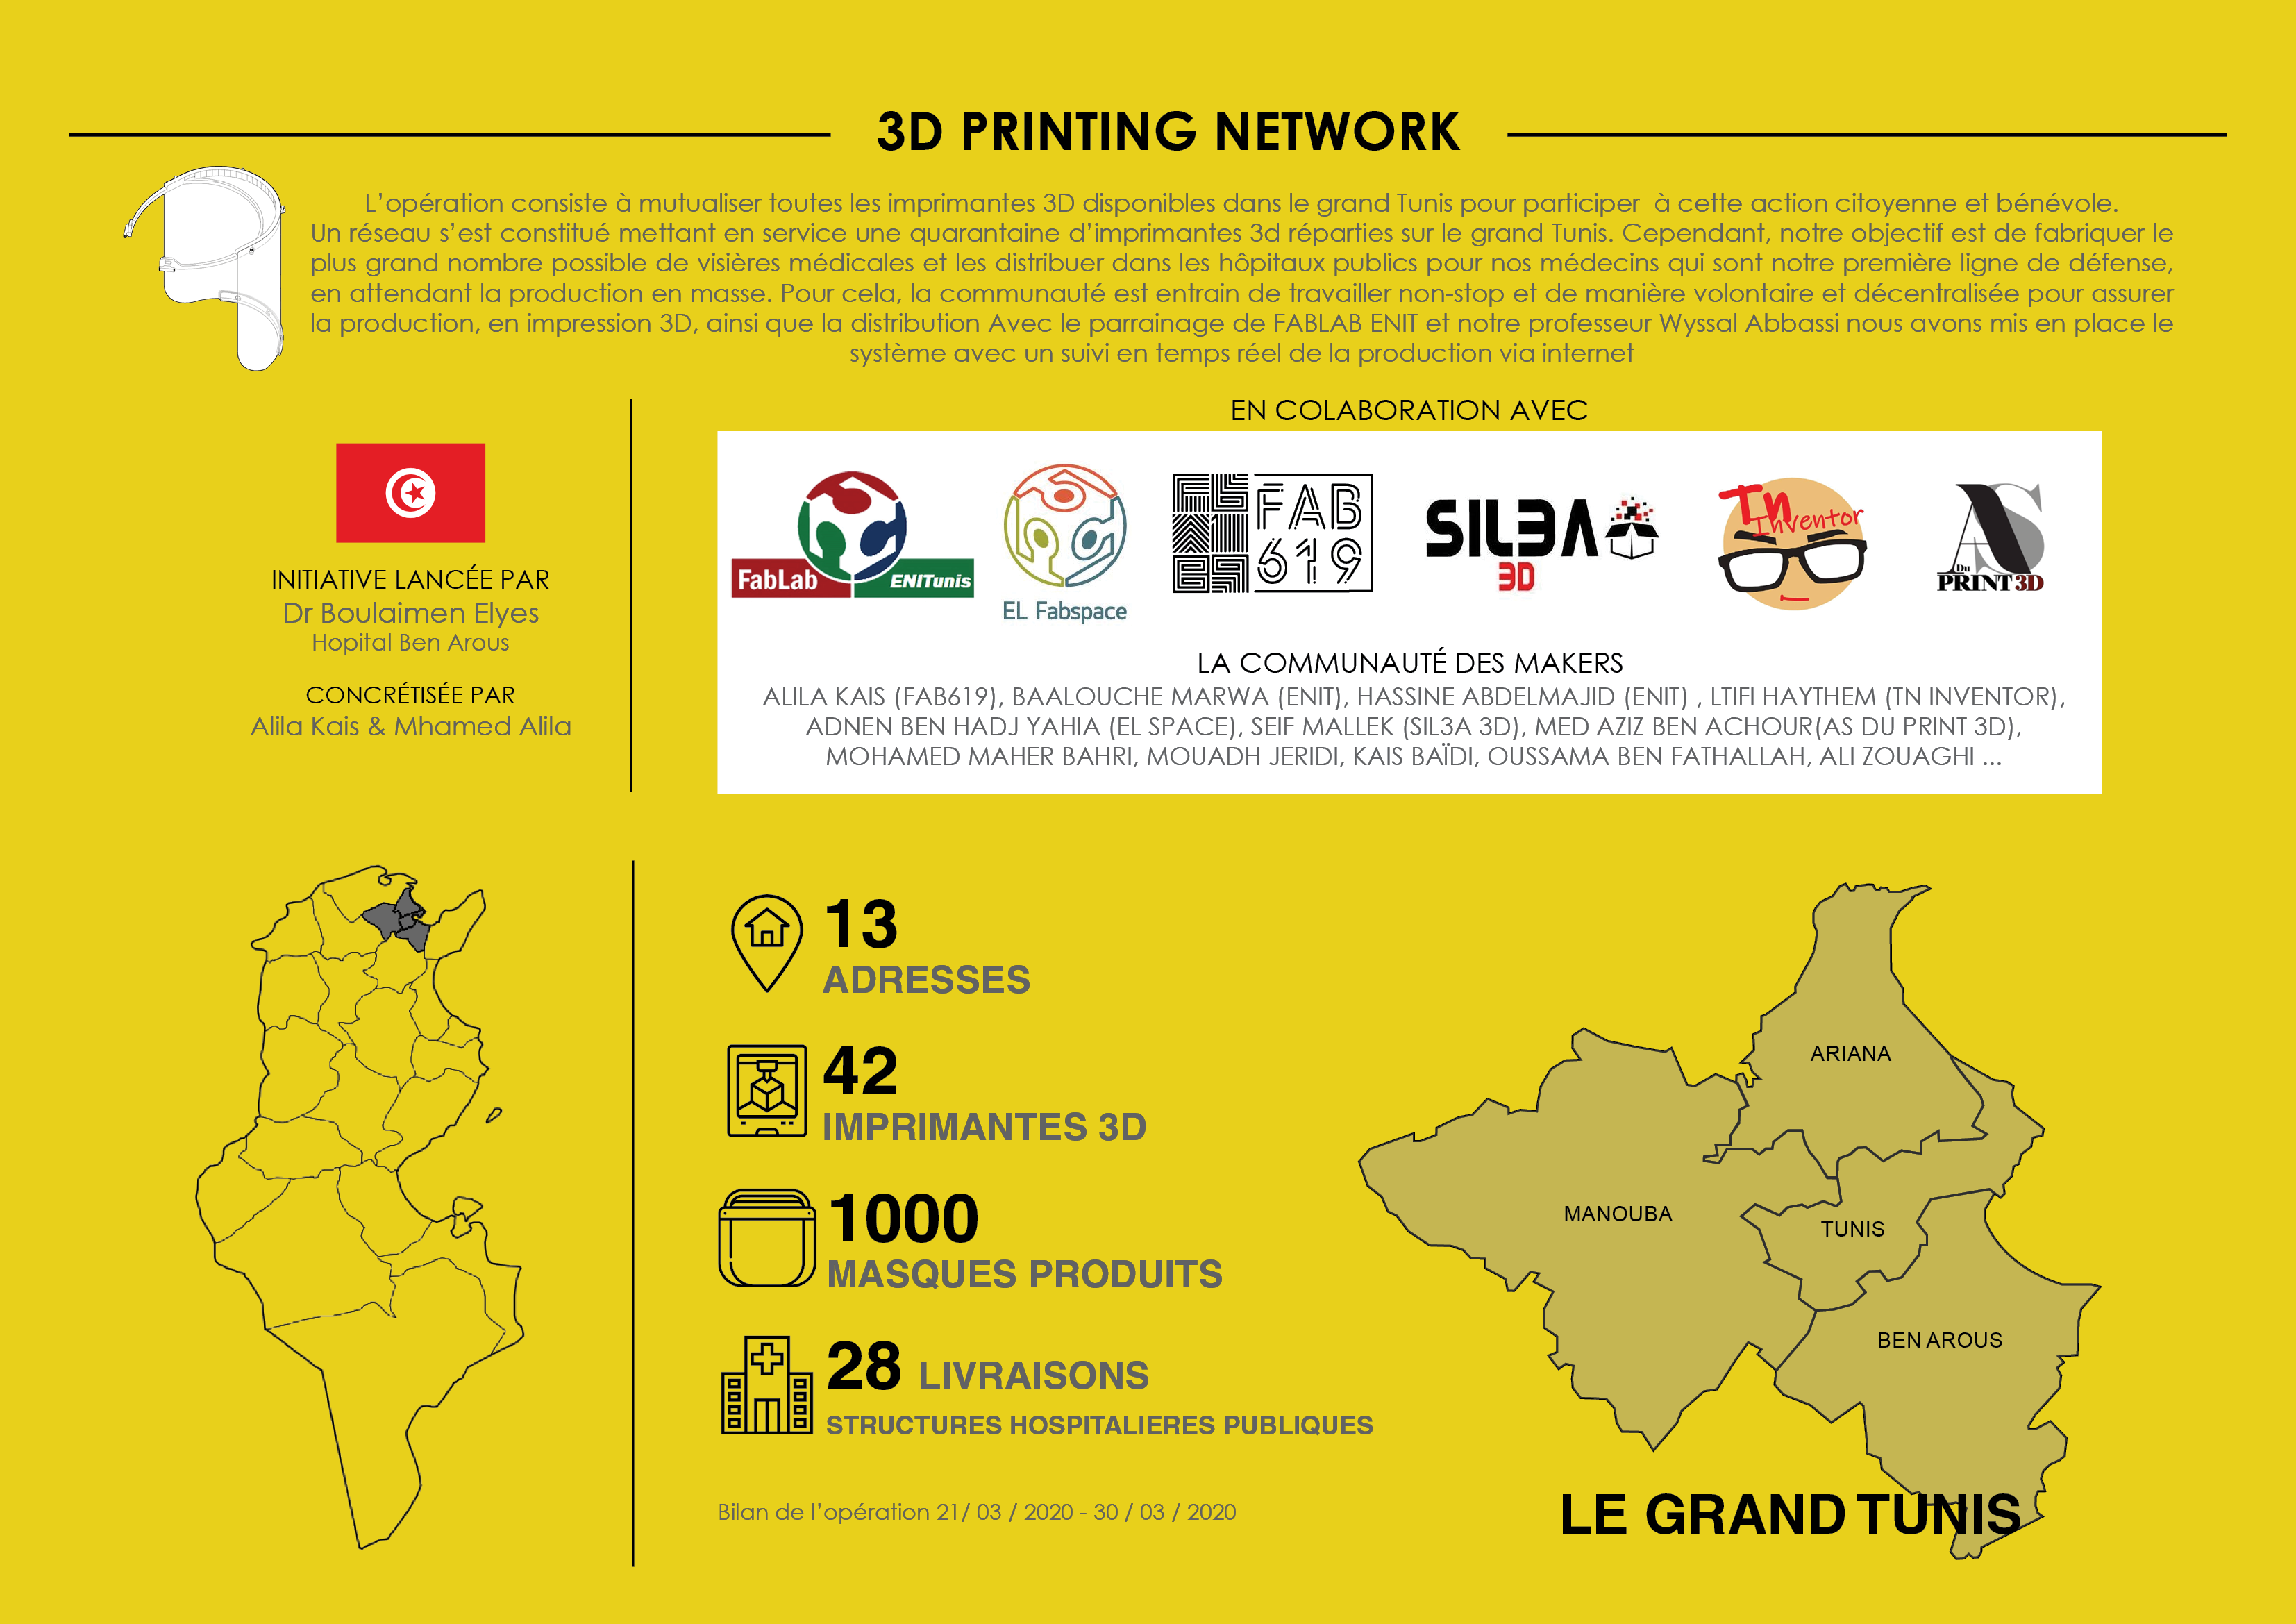 3D PRINTING NETWORK
L'opération consiste à mutualiser toutes les imprimantes 3D disponibles dans le grand Tunis pour participer à cette action citoyenne et bénévole.
Un réseau s'est constitué mettant en service une quarantaine d'imprimantes 3d réparties sur le grand Tunis. Cependant, notre objectif est de fabriquer le
plus grand nombre possible de visières médicales et les distribuer dans les hôpitaux publics pour nos médecins qui sont notre première ligne de défense,
en attendant la production en masse. Pour cela, la communauté est entrain de travailler non-stop et de manière volontaire et décentralisée pour assurer
la production, en impression 3D, ainsi que la distribution Avec le parrainage de FABLAB ENIT et notre professeur Wyssal Abbassi nous avons mis en place le
système avec un suivi en temps réel de la production via internet
INITIATIVE LANCÉE PAR
Dr Boulaimen Elyes
Hopital Ben Arous
CONCRÉTISÉE PAR
Alila Kais & Mhamed Alila
EN COLABORATION AVEC
FabLab ENITunis
EL Fabspace
FAB
619
SIL3A
3D
Tn
Inventor
AS
Du
PRINT3D
LA COMMUNAUTÉ DES MAKERS
ALILA KAIS (FAB619), BAALOUCHE MARWA (ENIT), HASSINE ABDELMAJID (ENIT) , LTIFI HAYTHEM (TN INVENTOR),
ADNEN BEN HADJ YAHIA (EL SPACE), SEIF MALLEK (SIL3A 3D), MED AZIZ BEN ACHOUR(AS DU PRINT 3D),
MOHAMED MAHER BAHRI, MOUADH JERIDI, KAIS BAÏDI, OUSSAMA BEN FATHALLAH, ALI ZOUAGHI ...
13
ADRESSES
42
IMPRIMANTES 3D
1000
MASQUES PRODUITS
28 LIVRAISONS
STRUCTURES HOSPITALIERES PUBLIQUES
Bilan de l'opération 21/ 03 / 2020 - 30 / 03 / 2020
ARIANA
MANOUBA
TUNIS
BEN AROUS
LE GRAND TUNIS